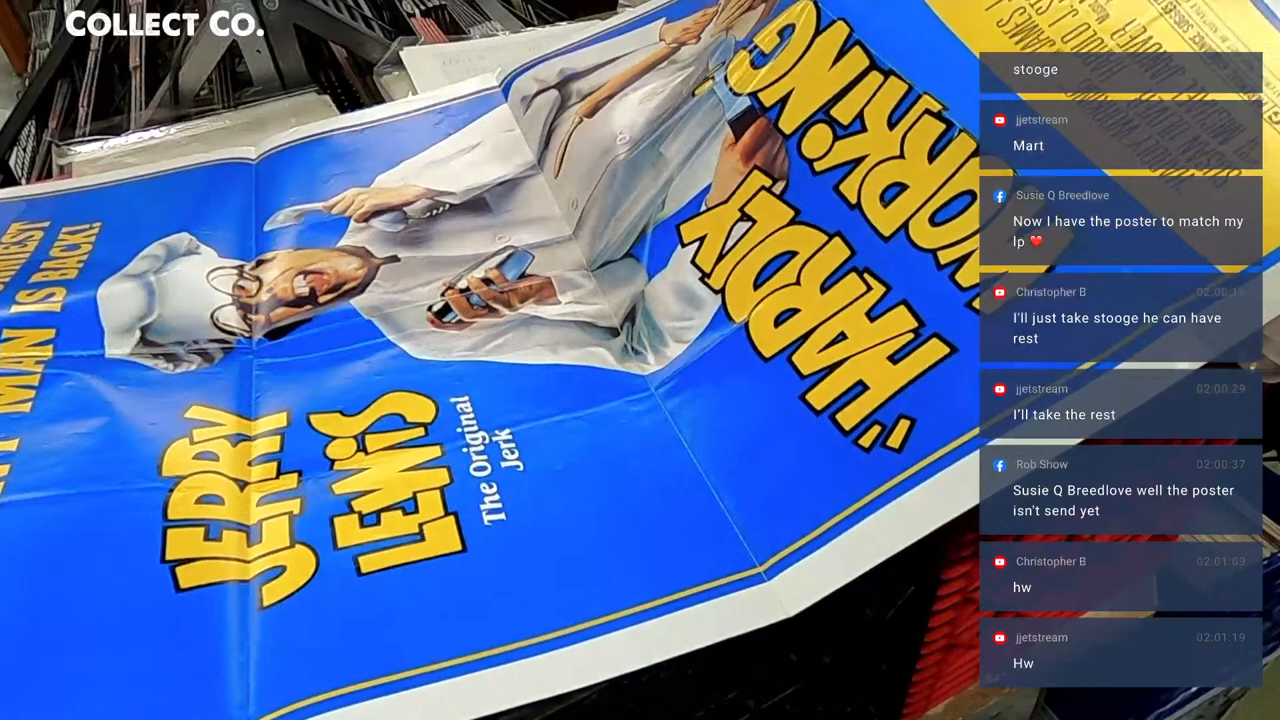 COLLECT CO.
MAN IS BACK!
JERRY
LEWIS
The Original
Jerk
"HARDLY
WORKING
stooge
jjetstream
Mart
Susie Q Breedlove
Now I have the poster to match my
lp ❤️
Christopher B 02:00:19
I'll just take stooge he can have
rest
jjetstream 02:00:29
I'll take the rest
Rob Show 02:00:37
Susie Q Breedlove well the poster
isn't send yet
Christopher B 02:01:09
hw
jjetstream 02:01:19
Hw